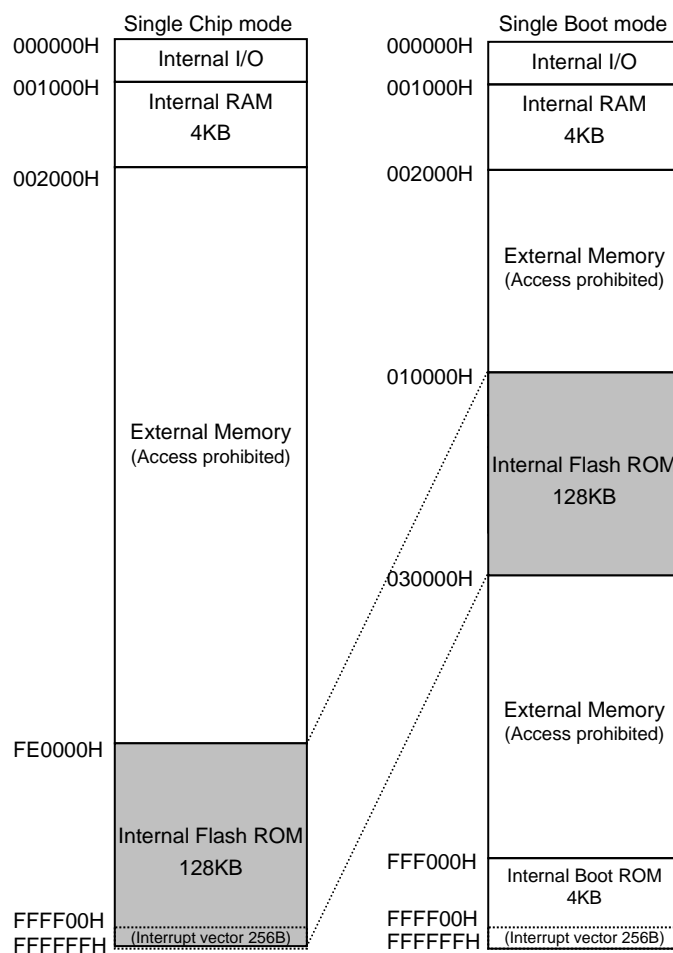 Single Chip mode
000000H
Internal I/O
001000H
Internal RAM
4KB
002000H
External Memory
(Access prohibited)
FE0000H
Internal Flash ROM
128KB
FFFF00H
(Interrupt vector 256B)
FFFFFFH
Single Boot mode
000000H
Internal I/O
001000H
Internal RAM
4KB
002000H
External Memory
(Access prohibited)
010000H
Internal Flash ROM
128KB
030000H
External Memory
(Access prohibited)
FFF000H
Internal Boot ROM
4KB
FFFF00H
(Interrupt vector 256B)
FFFFFFH